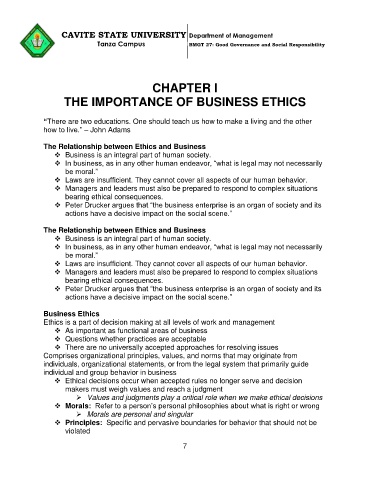 CAVITE STATE UNIVERSITY Department of Management
Tanza Campus BMGT 27- Good Governance and Social Responsibility
CHAPTER I
THE IMPORTANCE OF BUSINESS ETHICS
“There are two educations. One should teach us how to make a living and the other
how to live.” – John Adams
The Relationship between Ethics and Business
❖ Business is an integral part of human society.
❖ In business, as in any other human endeavor, “what is legal may not necessarily
be moral.”
❖ Laws are insufficient. They cannot cover all aspects of our human behavior.
❖ Managers and leaders must also be prepared to respond to complex situations
bearing ethical consequences.
❖ Peter Drucker argues that “the business enterprise is an organ of society and its
actions have a decisive impact on the social scene.”
The Relationship between Ethics and Business
❖ Business is an integral part of human society.
❖ In business, as in any other human endeavor, “what is legal may not necessarily
be moral.”
❖ Laws are insufficient. They cannot cover all aspects of our human behavior.
❖ Managers and leaders must also be prepared to respond to complex situations
bearing ethical consequences.
❖ Peter Drucker argues that “the business enterprise is an organ of society and its
actions have a decisive impact on the social scene.”
Business Ethics
Ethics is a part of decision making at all levels of work and management
❖ As important as functional areas of business
❖ Questions whether practices are acceptable
❖ There are no universally accepted approaches for resolving issues
Comprises organizational principles, values, and norms that may originate from
individuals, organizational statements, or from the legal system that primarily guide
individual and group behavior in business
❖ Ethical decisions occur when accepted rules no longer serve and decision
makers must weigh values and reach a judgment
➢ Values and judgments play a critical role when we make ethical decisions
❖ Morals: Refer to a person’s personal philosophies about what is right or wrong
➢ Morals are personal and singular
❖ Principles: Specific and pervasive boundaries for behavior that should not be
violated
7